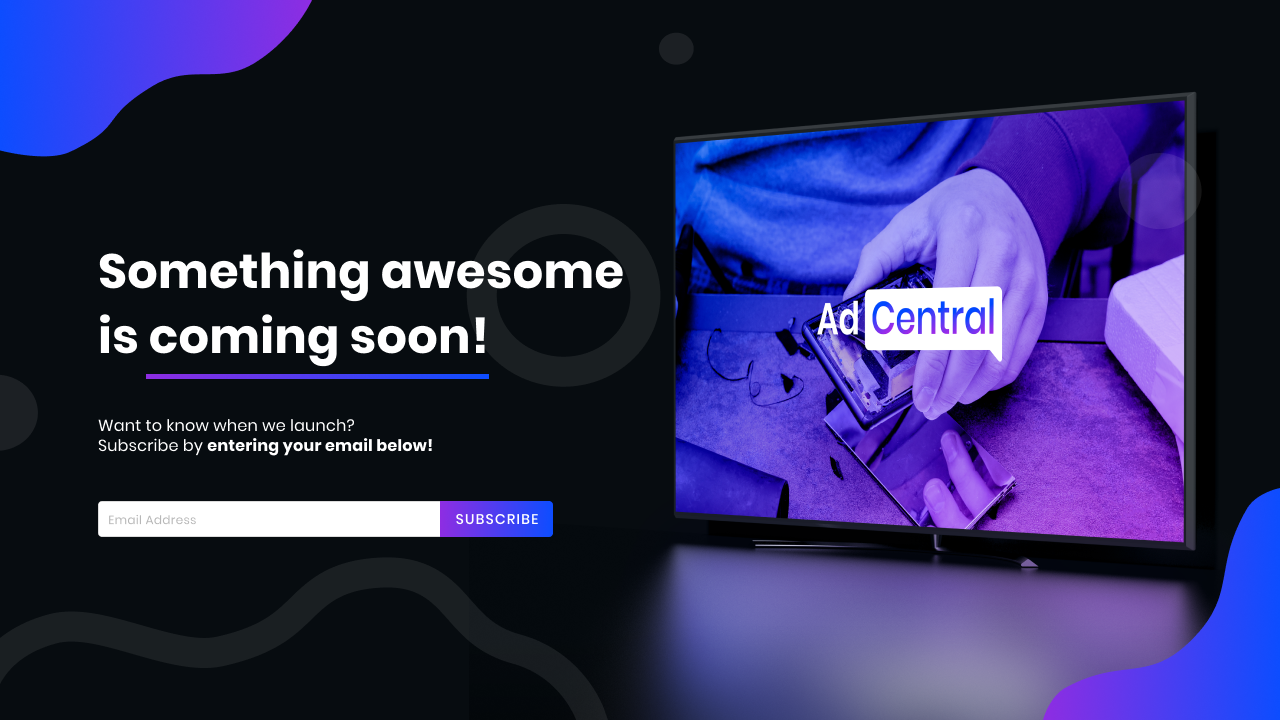 Something awesome
is coming soon!
Want to know when we launch?
Subscribe by entering your email below!
Email Address
SUBSCRIBE
Ad Central